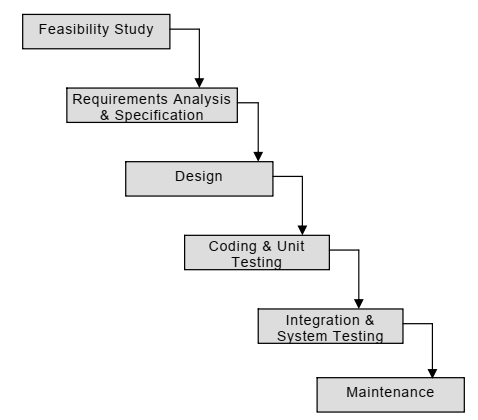 Feasibility Study
Requirements Analysis
& Specification
Design
Coding & Unit
Testing
Integration &
System Testing
Maintenance